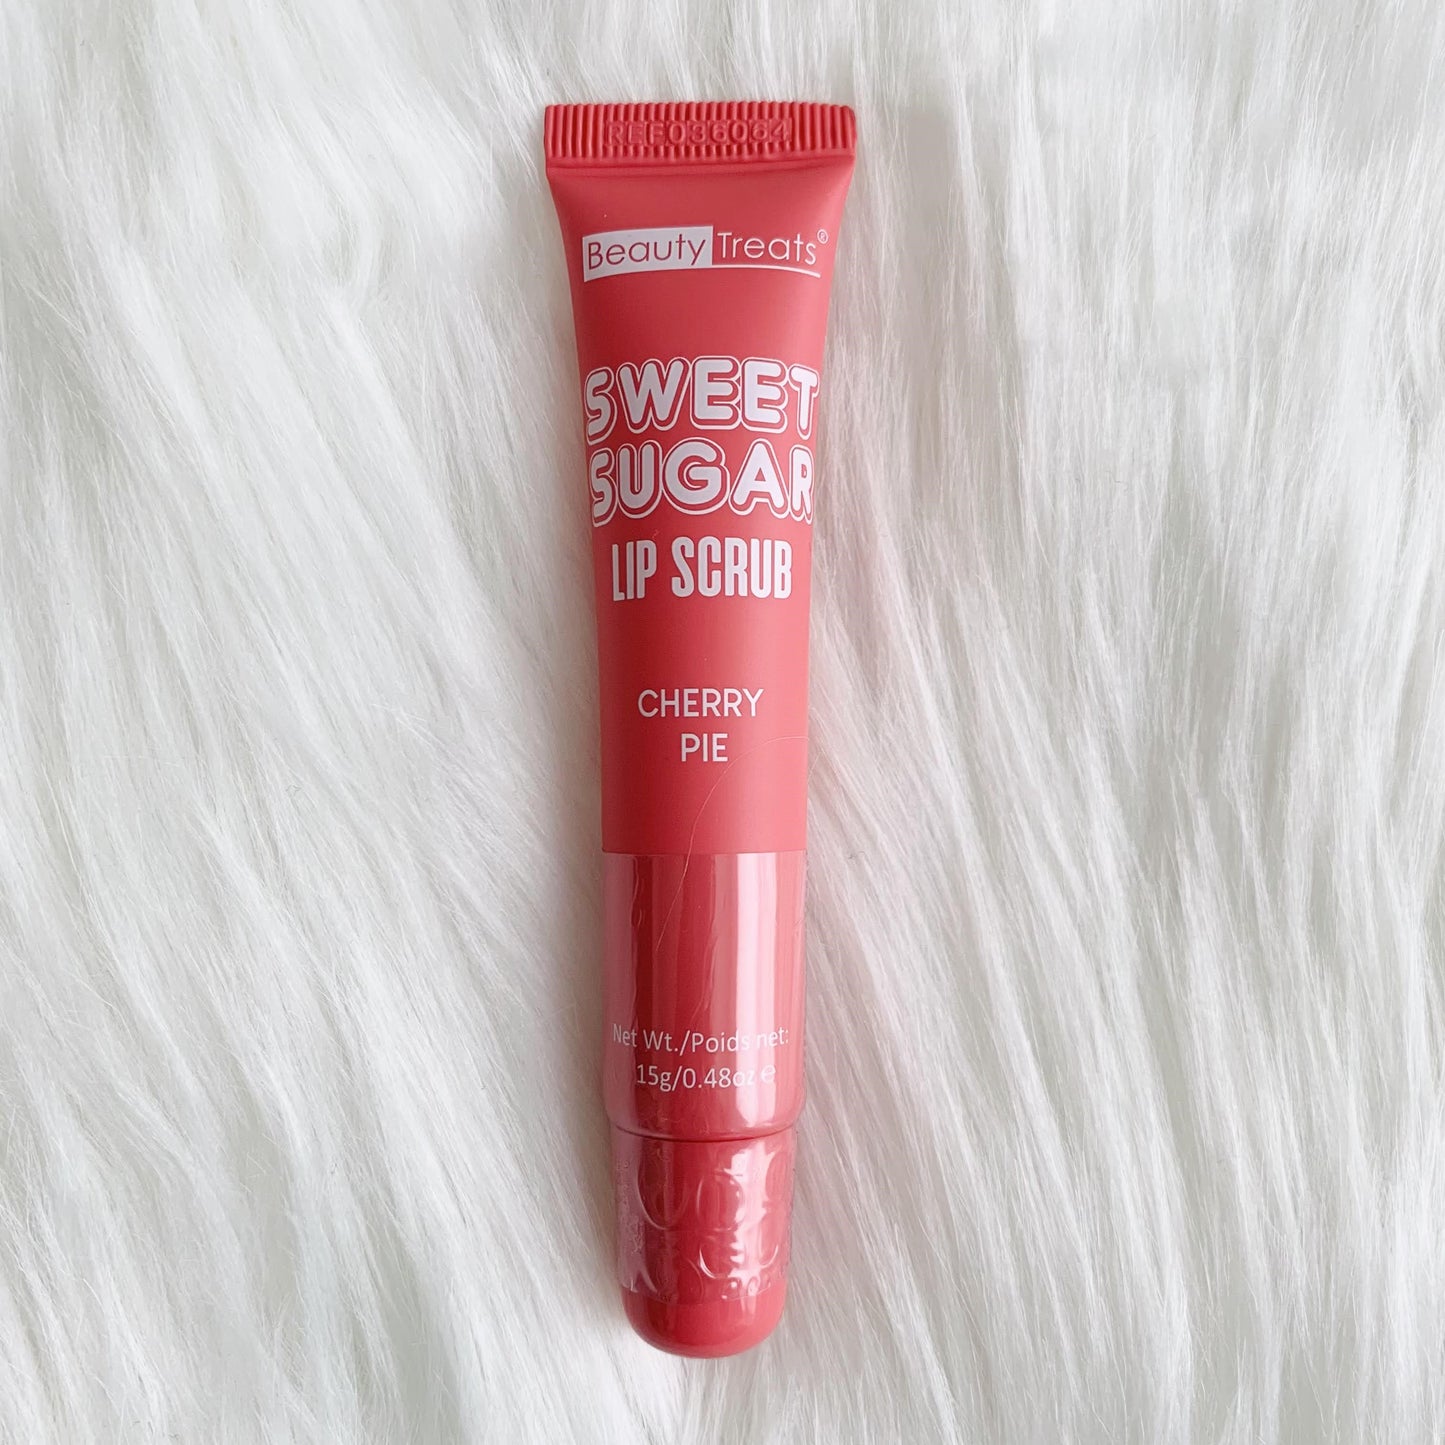 REF036064
Beauty Treats®
SWEET
SUGAR
LIP SCRUB
CHERRY
PIE
Net Wt./Poids net:
15g/0.48oz ℮